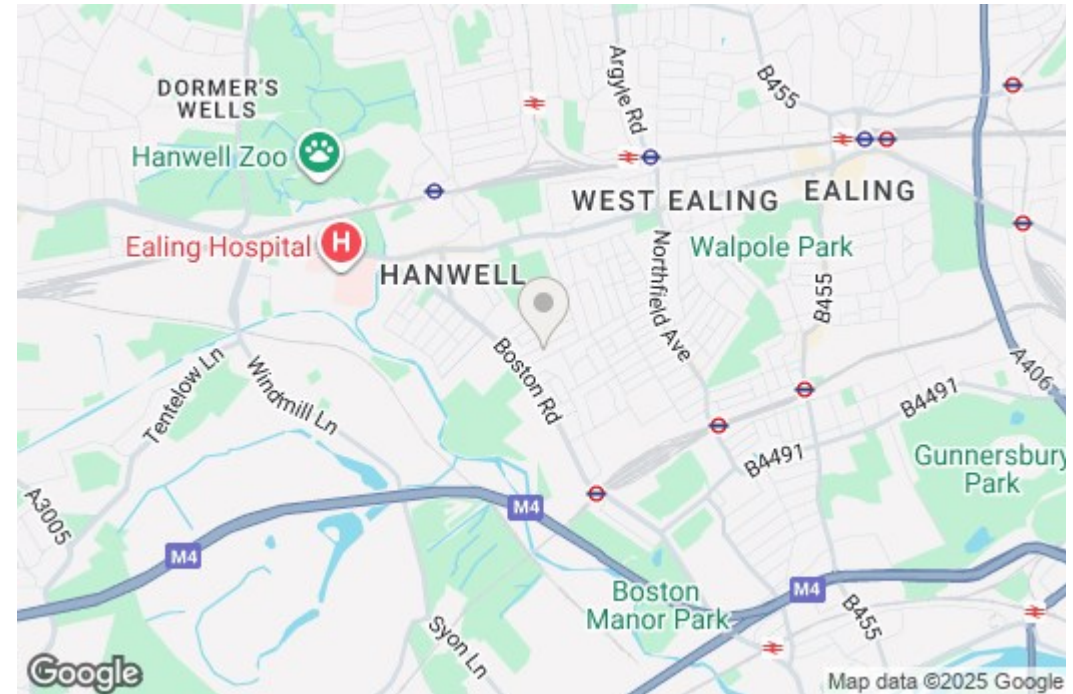 Argyle Rd
B455
DORMER'S
WELLS
Hanwell Zoo
WEST EALING
EALING
Ealing Hospital
H
HANWELL
Walpole Park
Northfield Ave
B455
Boston Rd
Tentelow Ln
Windmill Ln
A406
B4491
B4491
Gunnersbury
Park
A3005
M4
M4
M4
Boston
Manor Park
B455
Syon Ln
Google
Map data ©2025 Google